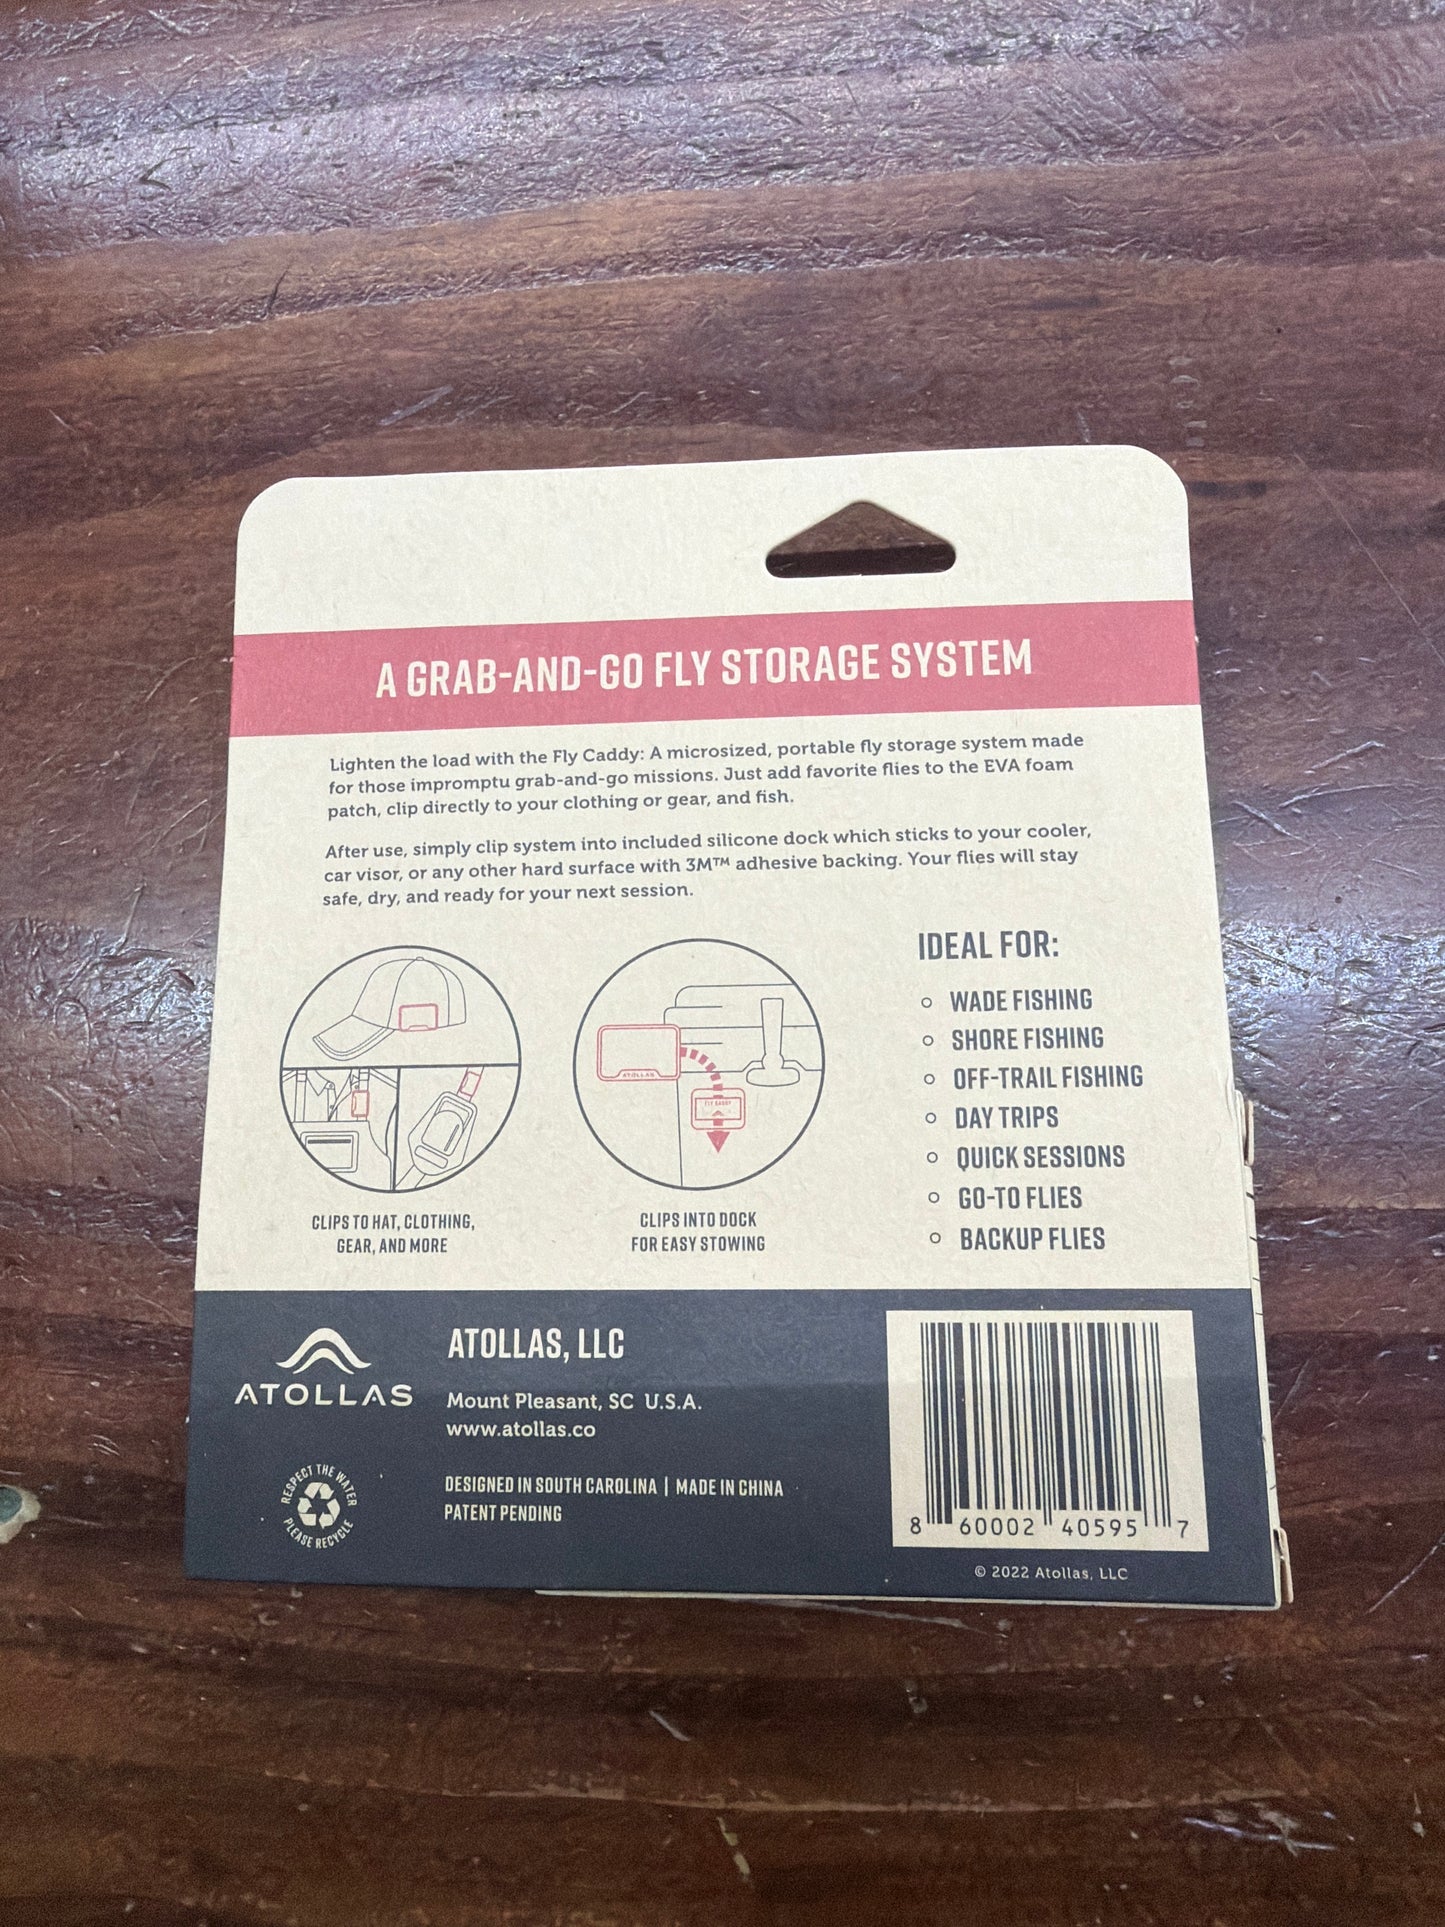 A GRAB-AND-GO FLY STORAGE SYSTEM
Lighten the load with the Fly Caddy: A microsized, portable fly storage system made
for those impromptu grab-and-go missions. Just add favorite flies to the EVA foam
patch, clip directly to your clothing or gear, and fish.
After use, simply clip system into included silicone dock which sticks to your cooler,
car visor, or any other hard surface with 3M™ adhesive backing. Your flies will stay
safe, dry, and ready for your next session.
ATOLLAS
FLY CADDY
CLIPS TO HAT, CLOTHING,
GEAR, AND MORE
CLIPS INTO DOCK
FOR EASY STOWING
IDEAL FOR:
WADE FISHING
SHORE FISHING
OFF-TRAIL FISHING
DAY TRIPS
QUICK SESSIONS
GO-TO FLIES
BACKUP FLIES
ATOLLAS
RESPECT THE WATER
PLEASE RECYCLE
ATOLLAS, LLC
Mount Pleasant, SC U.S.A.
www.atollas.co
DESIGNED IN SOUTH CAROLINA | MADE IN CHINA
PATENT PENDING
8 60002 40595 7
© 2022 Atollas, LLC